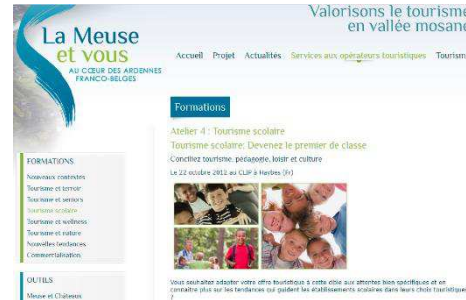 Valorisons le tourisme
en vallée mosane
La Meuse
et vous
AU CŒUR DES ARDENNES
FRANCO-BELGES
Accueil Projet Actualités Services aux opérateurs touristiques Tourism
Formations
Atelier 4 : Tourisme scolaire
Tourisme scolaire: Devenez le premier de classe
Conciliez tourisme, pédagogie, loisir et culture
Le 22 octobre 2012 au CLIP à Haybes (Fr)
FORMATIONS
Nouveaux contextes
Tourisme et terroir
Tourisme et seniors
Tourisme scolaire
Tourisme et wellness
Tourisme et nature
Nouvelles tendances
Commercialisation
OUTILS
Meuse et Châteaux
Vous souhaitez adapter votre offre touristique à cette cible aux attentes bien spécifiques et en
connaître plus sur les tendances qui guident les établissements scolaires dans leurs choix touristiques
?